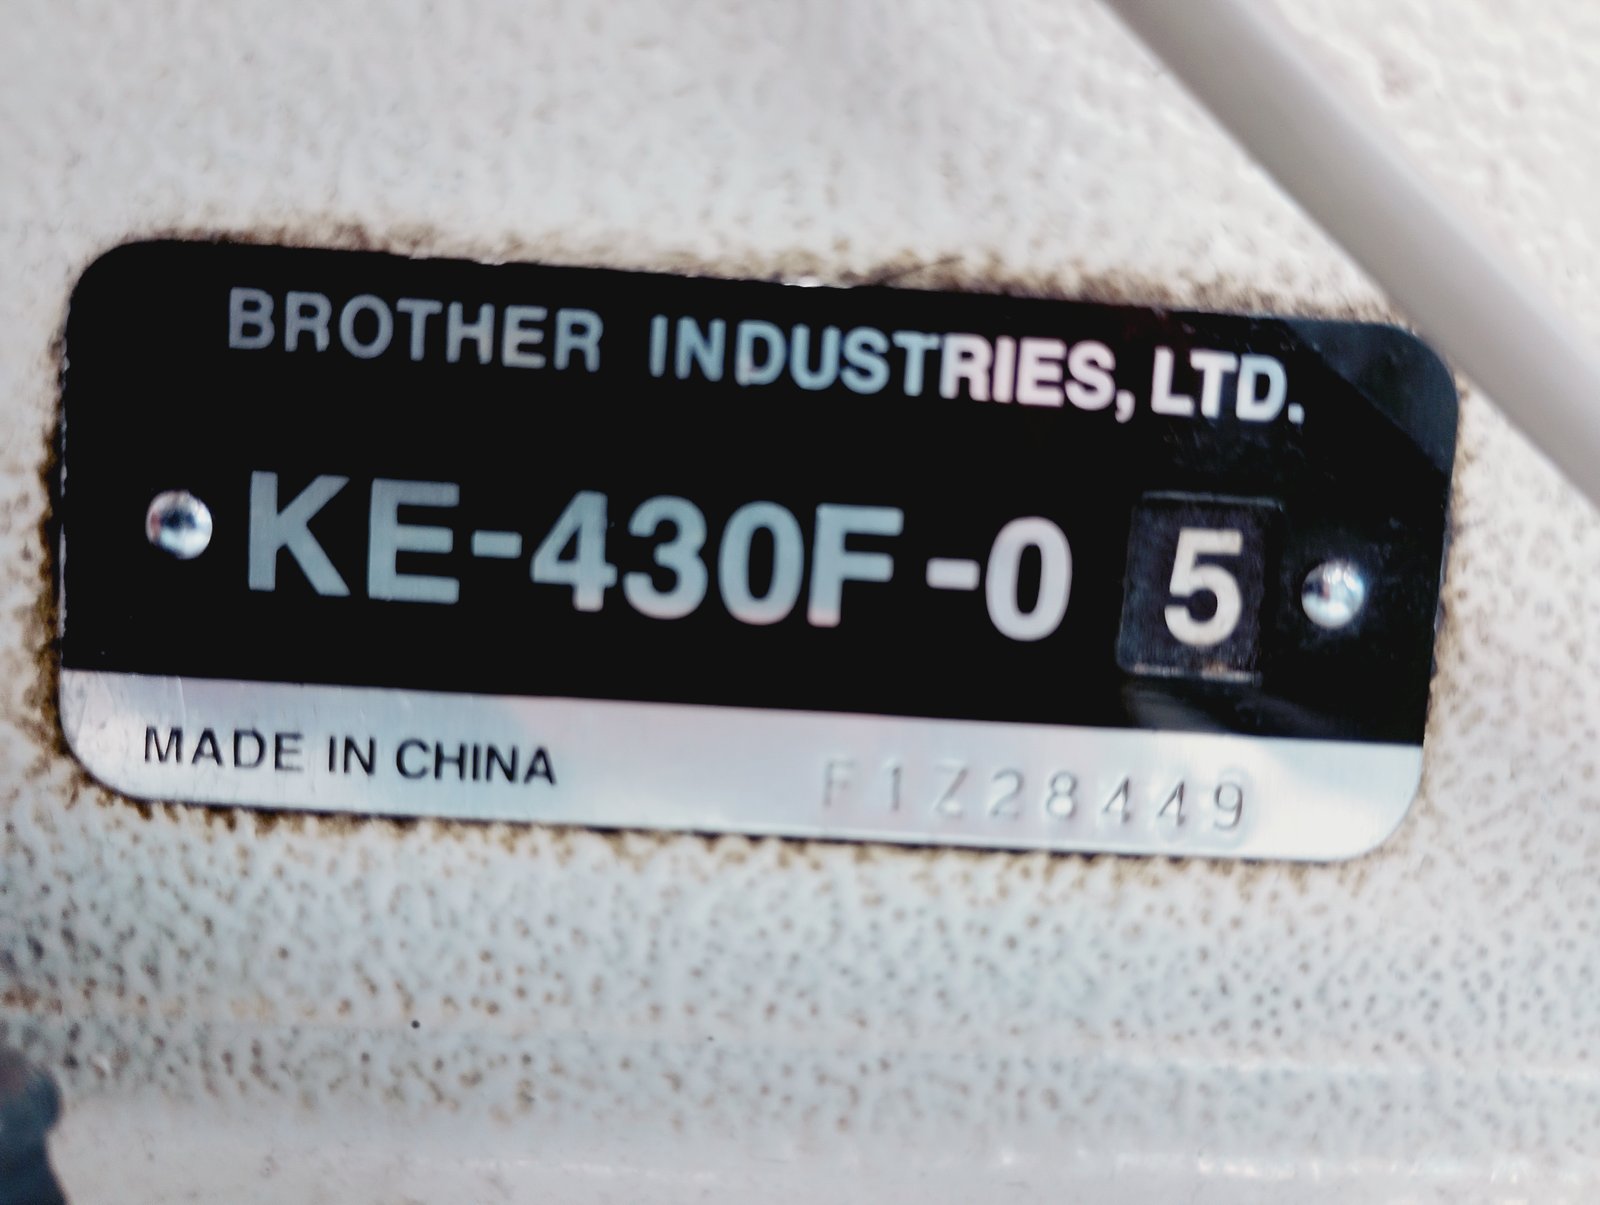 BROTHER INDUSTRIES, LTD.
KE-430F-0 5
MADE IN CHINA F1Z28449